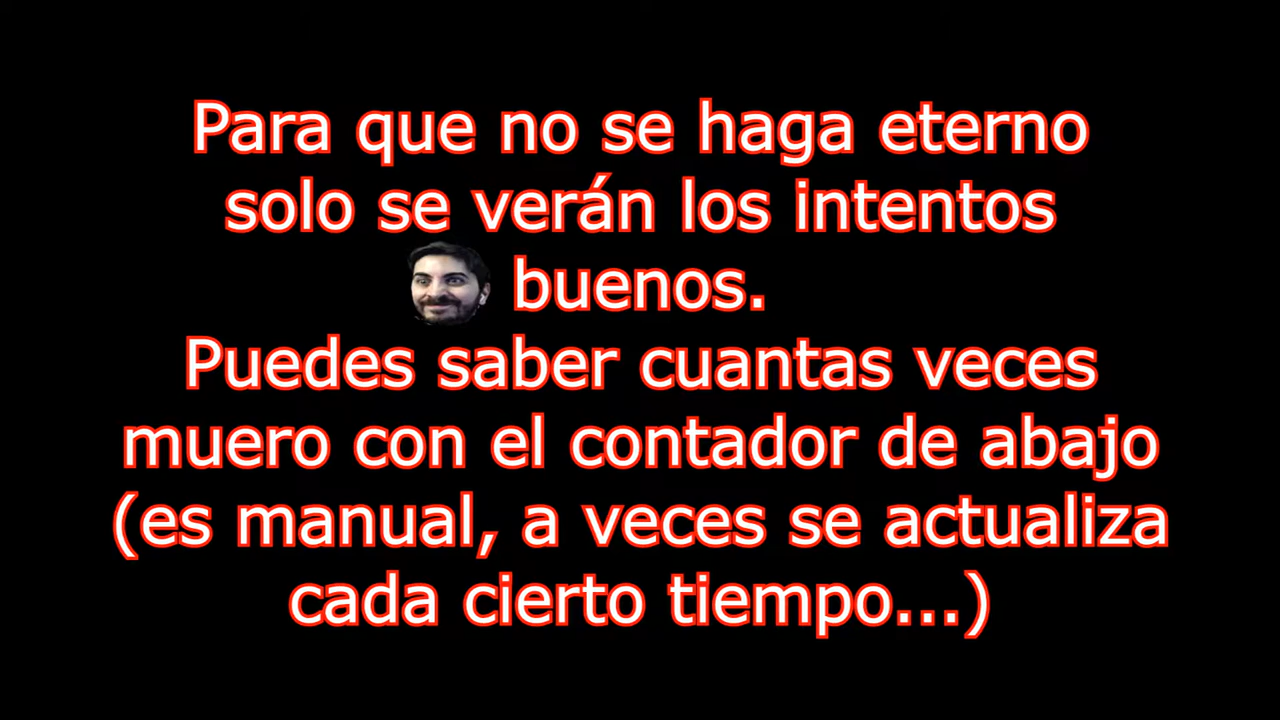 Para que no se haga eterno
solo se verán los intentos
buenos.
Puedes saber cuantas veces
muero con el contador de abajo
(es manual, a veces se actualiza
cada cierto tiempo...)